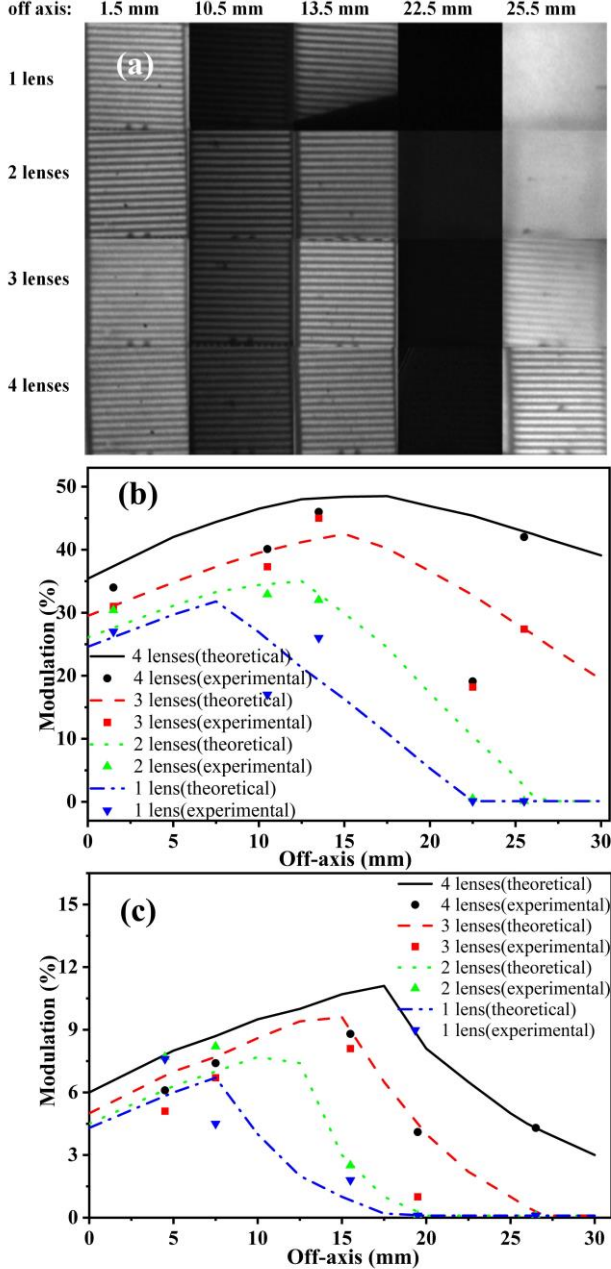 off axis: 1.5 mm 10.5 mm 13.5 mm 22.5 mm 25.5 mm
(a)
1 lens
2 lenses
3 lenses
4 lenses
(b)
50
40
30
20
10
0
Modulation (%)
4 lenses(theoretical)
4 lenses(experimental)
3 lenses(theoretical)
3 lenses(experimental)
2 lenses(theoretical)
2 lenses(experimental)
1 lens(theoretical)
1 lens(experimental)
0 5 10 15 20 25 30
Off-axis (mm)
(c)
15
12
9
6
3
0
Modulation (%)
4 lenses(theoretical)
4 lenses(experimental)
3 lenses(theoretical)
3 lenses(experimental)
2 lenses(theoretical)
2 lenses(experimental)
1 lens(theoretical)
1 lens(experimental)
0 5 10 15 20 25 30
Off-axis (mm)